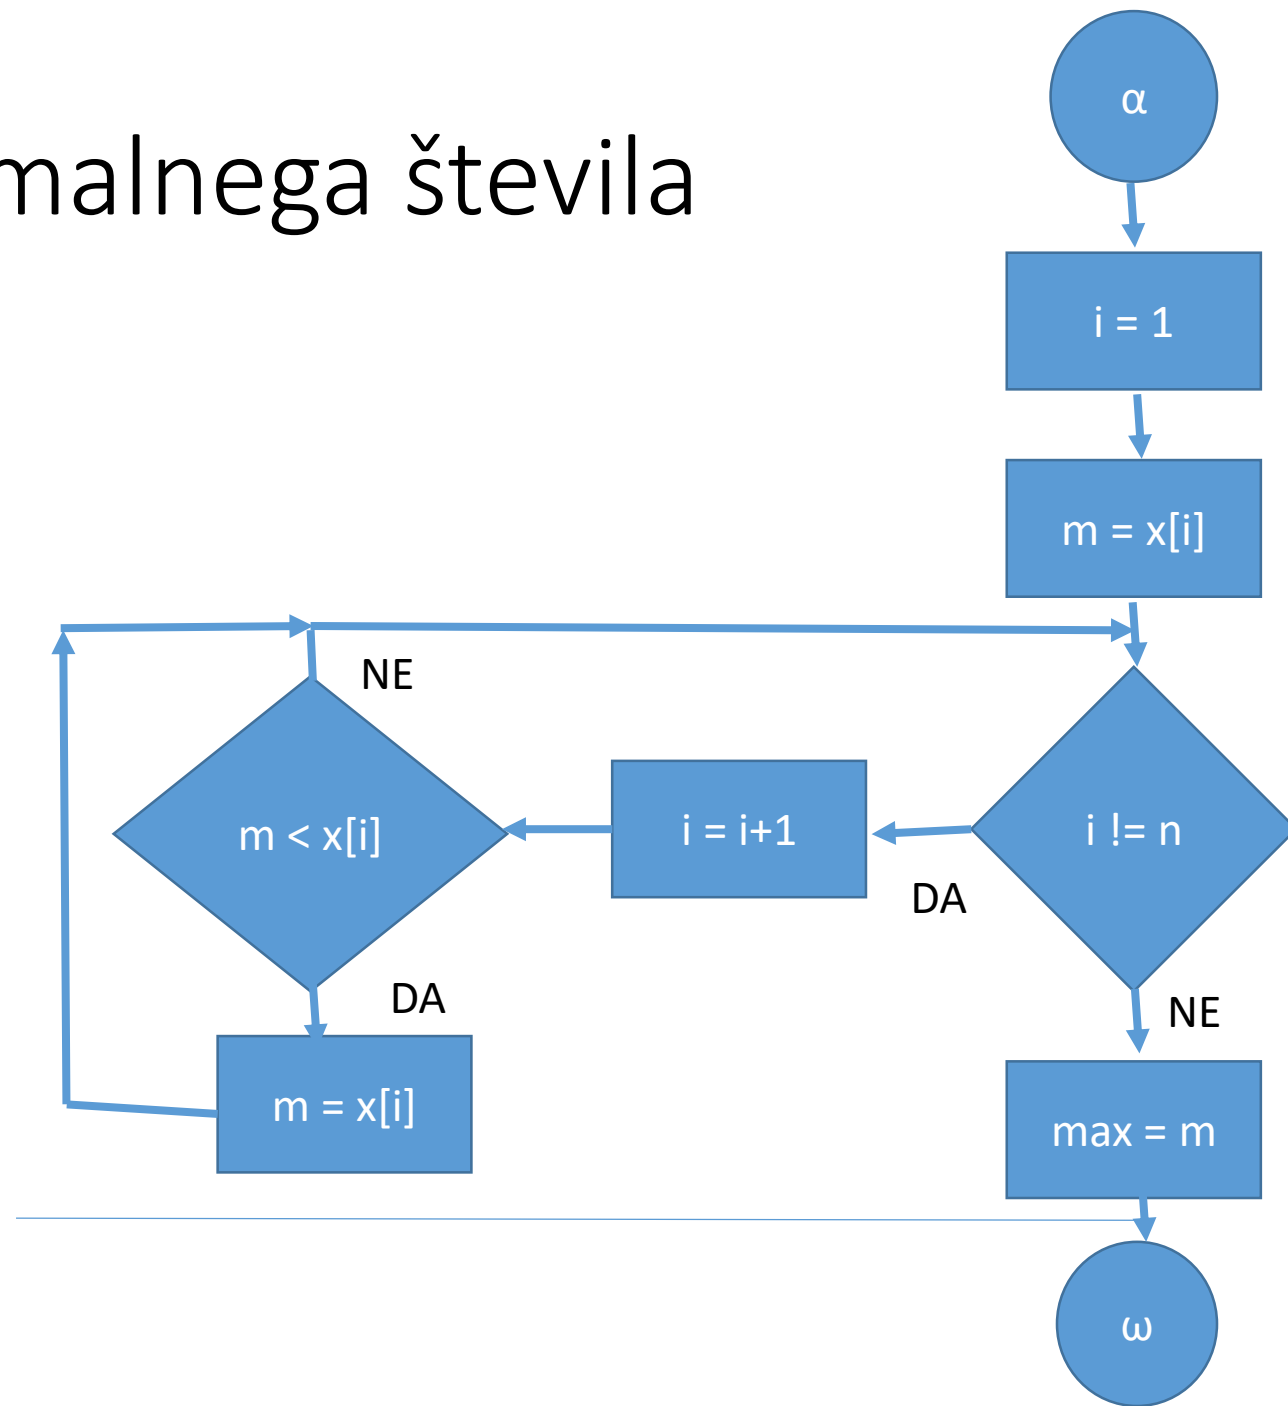 malnega števila
α
i = 1
m = x[i]
NE
m < x[i]
i = i+1
i != n
DA
DA
NE
m = x[i]
max = m
ω